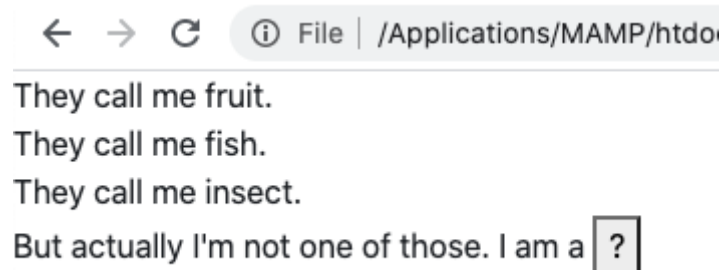 File /Applications/MAMP/htdo
They call me fruit.
They call me fish.
They call me insect.
But actually I'm not one of those. I am a ?